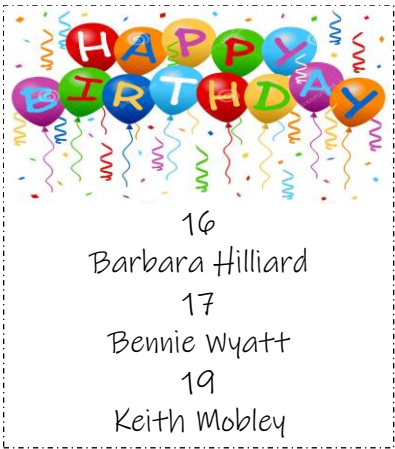 HAPPY
BIRTHDAY
16
Barbara Hilliard
17
Bennie Wyatt
19
Keith Mobley